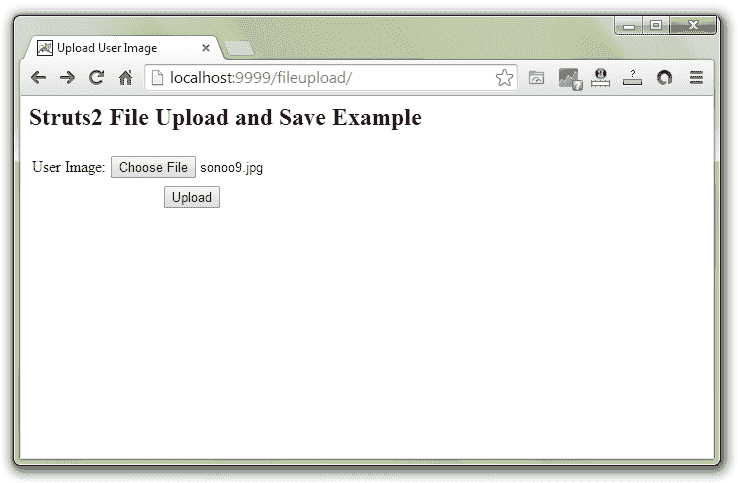 Upload User Image
localhost:9999/fileupload/
Struts2 File Upload and Save Example
User Image: Choose File sonoo9.jpg
Upload